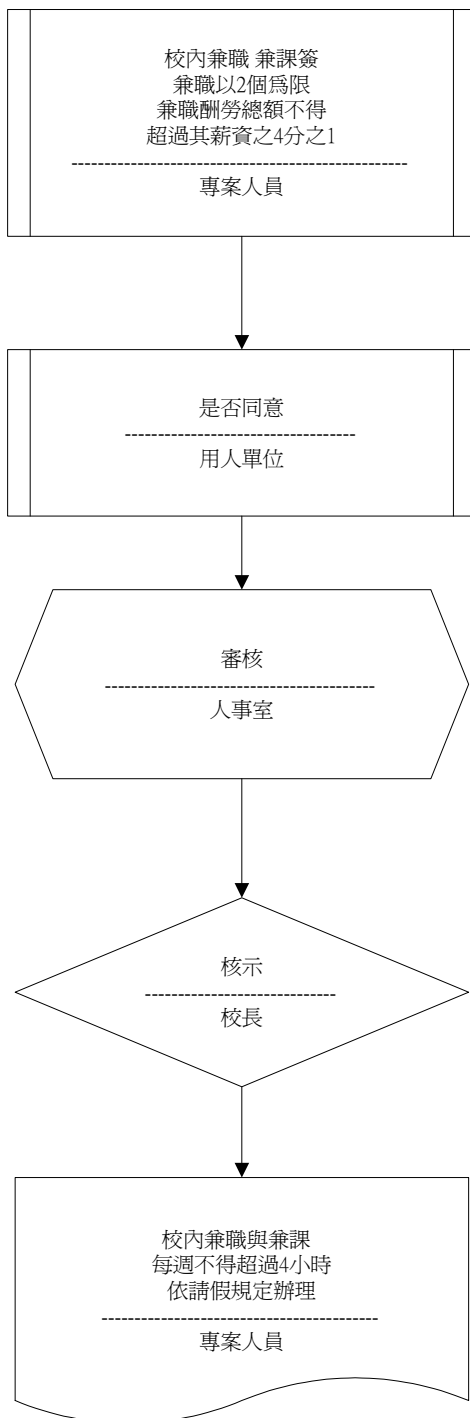 校內兼職 兼課簽
兼職以2個為限
兼職酬勞總額不得
超過其薪資之4分之1
----------------------------------------------------------
專案人員
是否同意
-----------------------------------
用人單位
審核
-----------------------------------------
人事室
核示
-----------------------------
校長
校內兼職與兼課
每週不得超過4小時
依請假規定辦理
------------------------------------------
專案人員